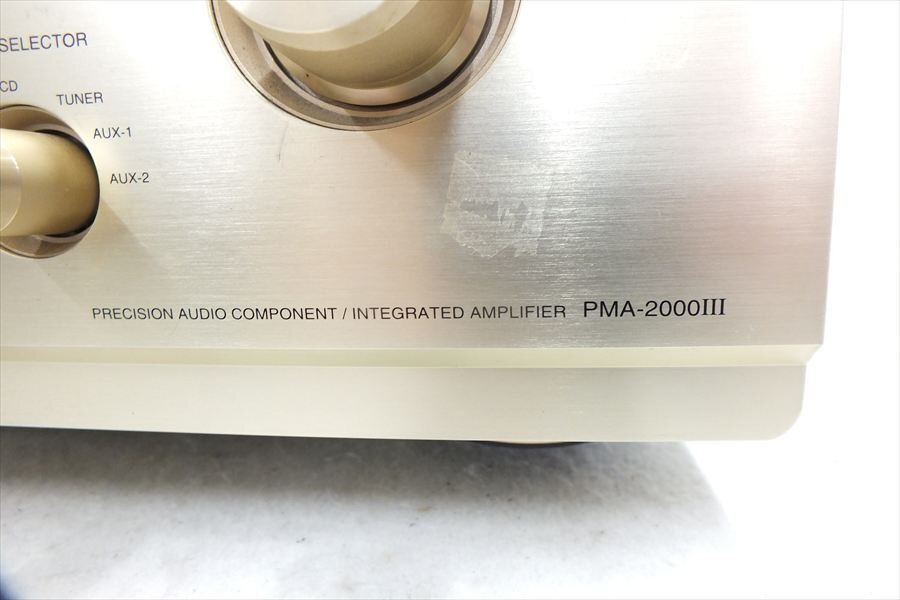 SELECTOR
CD
TUNER
AUX-1
AUX-2
PRECISION AUDIO COMPONENT / INTEGRATED AMPLIFIER PMA-2000III